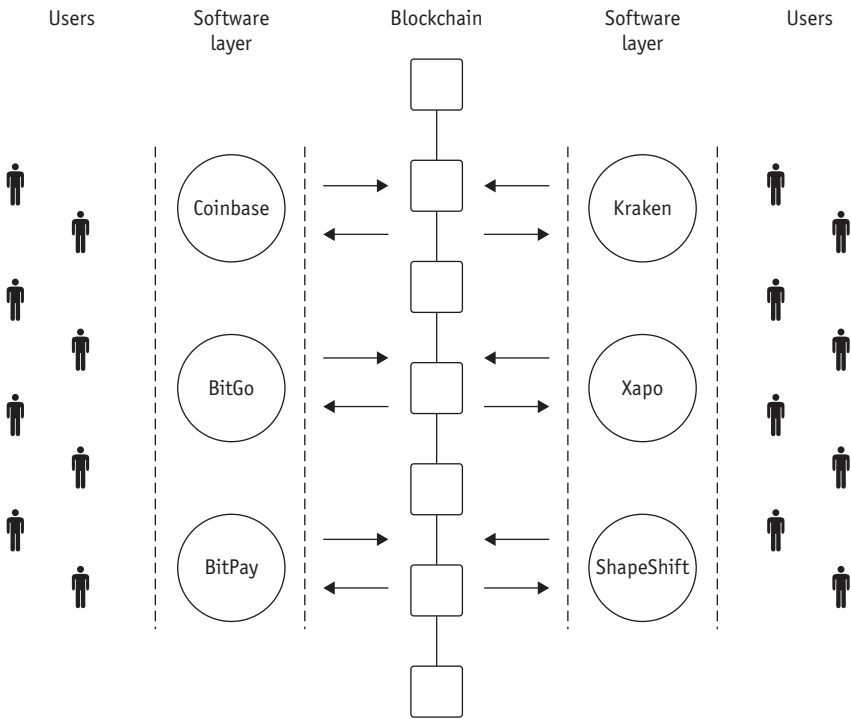 Users
Software
layer
Blockchain
Software
layer
Users
Coinbase
Kraken
BitGo
Xapo
BitPay
ShapeShift